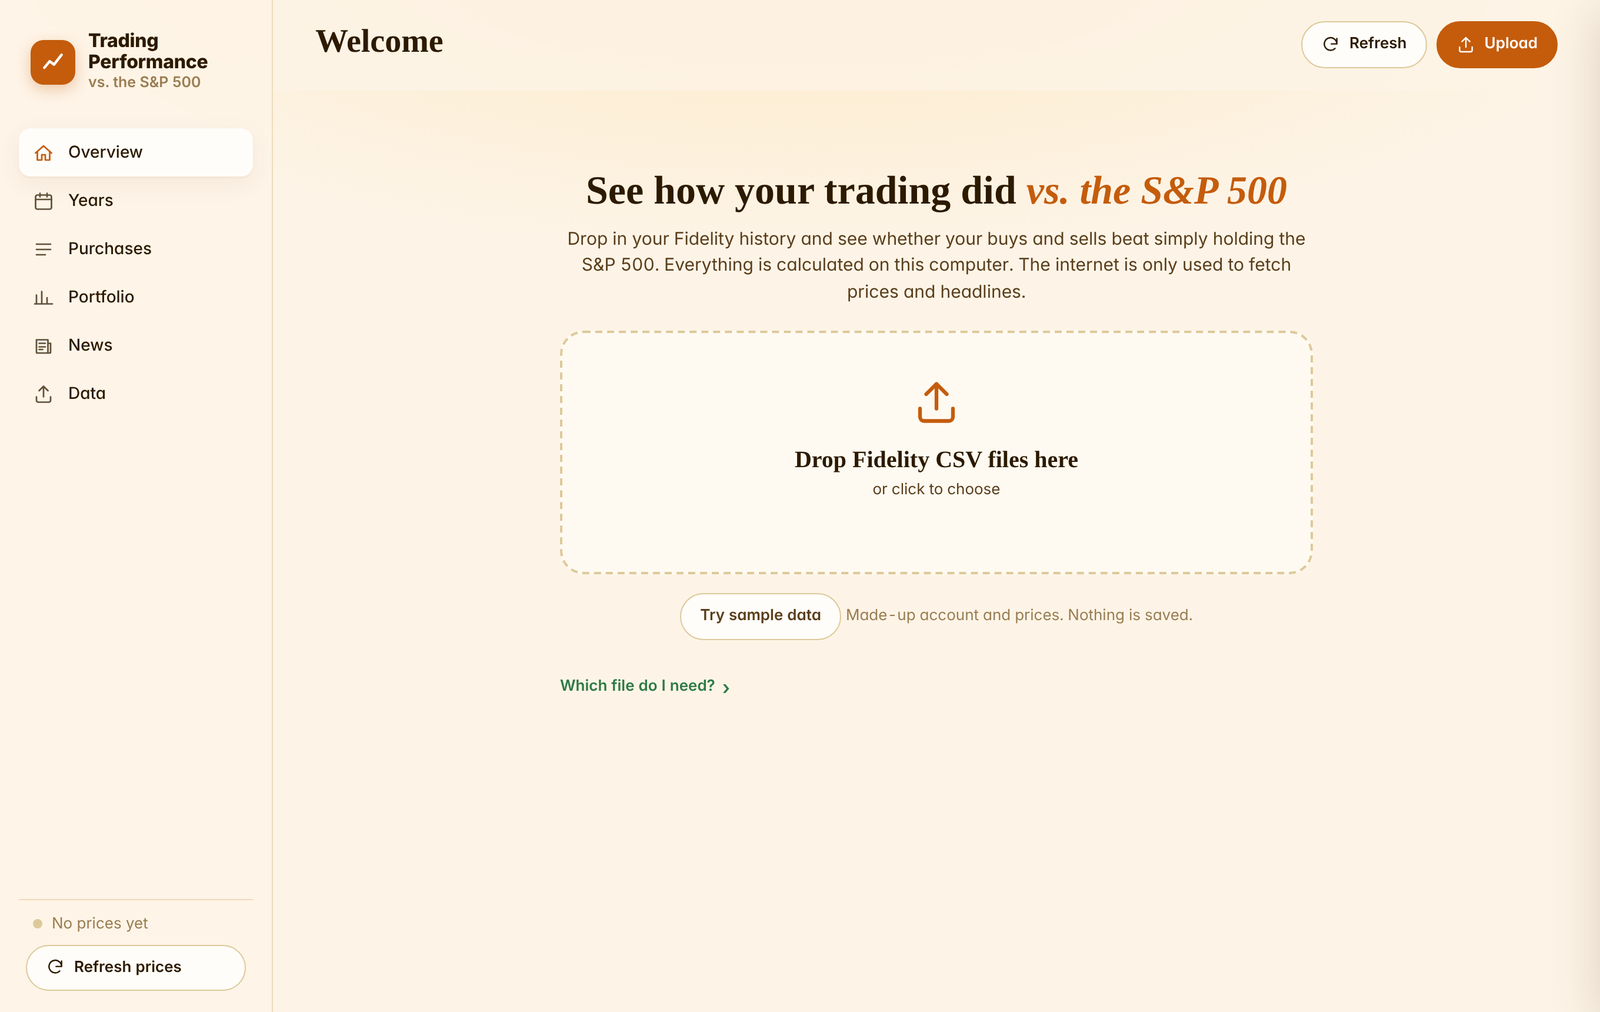 Trading
Performance
vs. the S&P 500
Overview
Years
Purchases
Portfolio
News
Data
No prices yet
Refresh prices
Welcome
Refresh
Upload
See how your trading did vs. the S&P 500
Drop in your Fidelity history and see whether your buys and sells beat simply holding the
S&P 500. Everything is calculated on this computer. The internet is only used to fetch
prices and headlines.
Drop Fidelity CSV files here
or click to choose
Try sample data
Made-up account and prices. Nothing is saved.
Which file do I need? ›